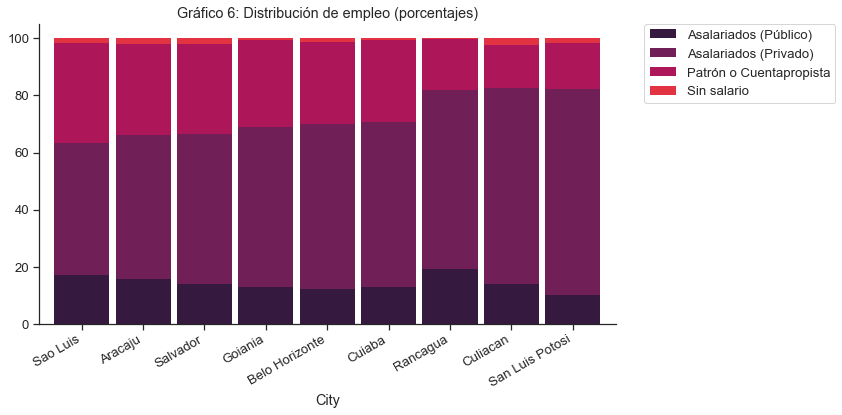 Gráfico 6: Distribución de empleo (porcentajes)
100
80
60
40
20
0
Sao Luis
Aracaju
Salvador
Goiania
Belo Horizonte
Cuiaba
Rancagua
Culiacan
San Luis Potosi
City
Asalariados (Público)
Asalariados (Privado)
Patrón o Cuentapropista
Sin salario